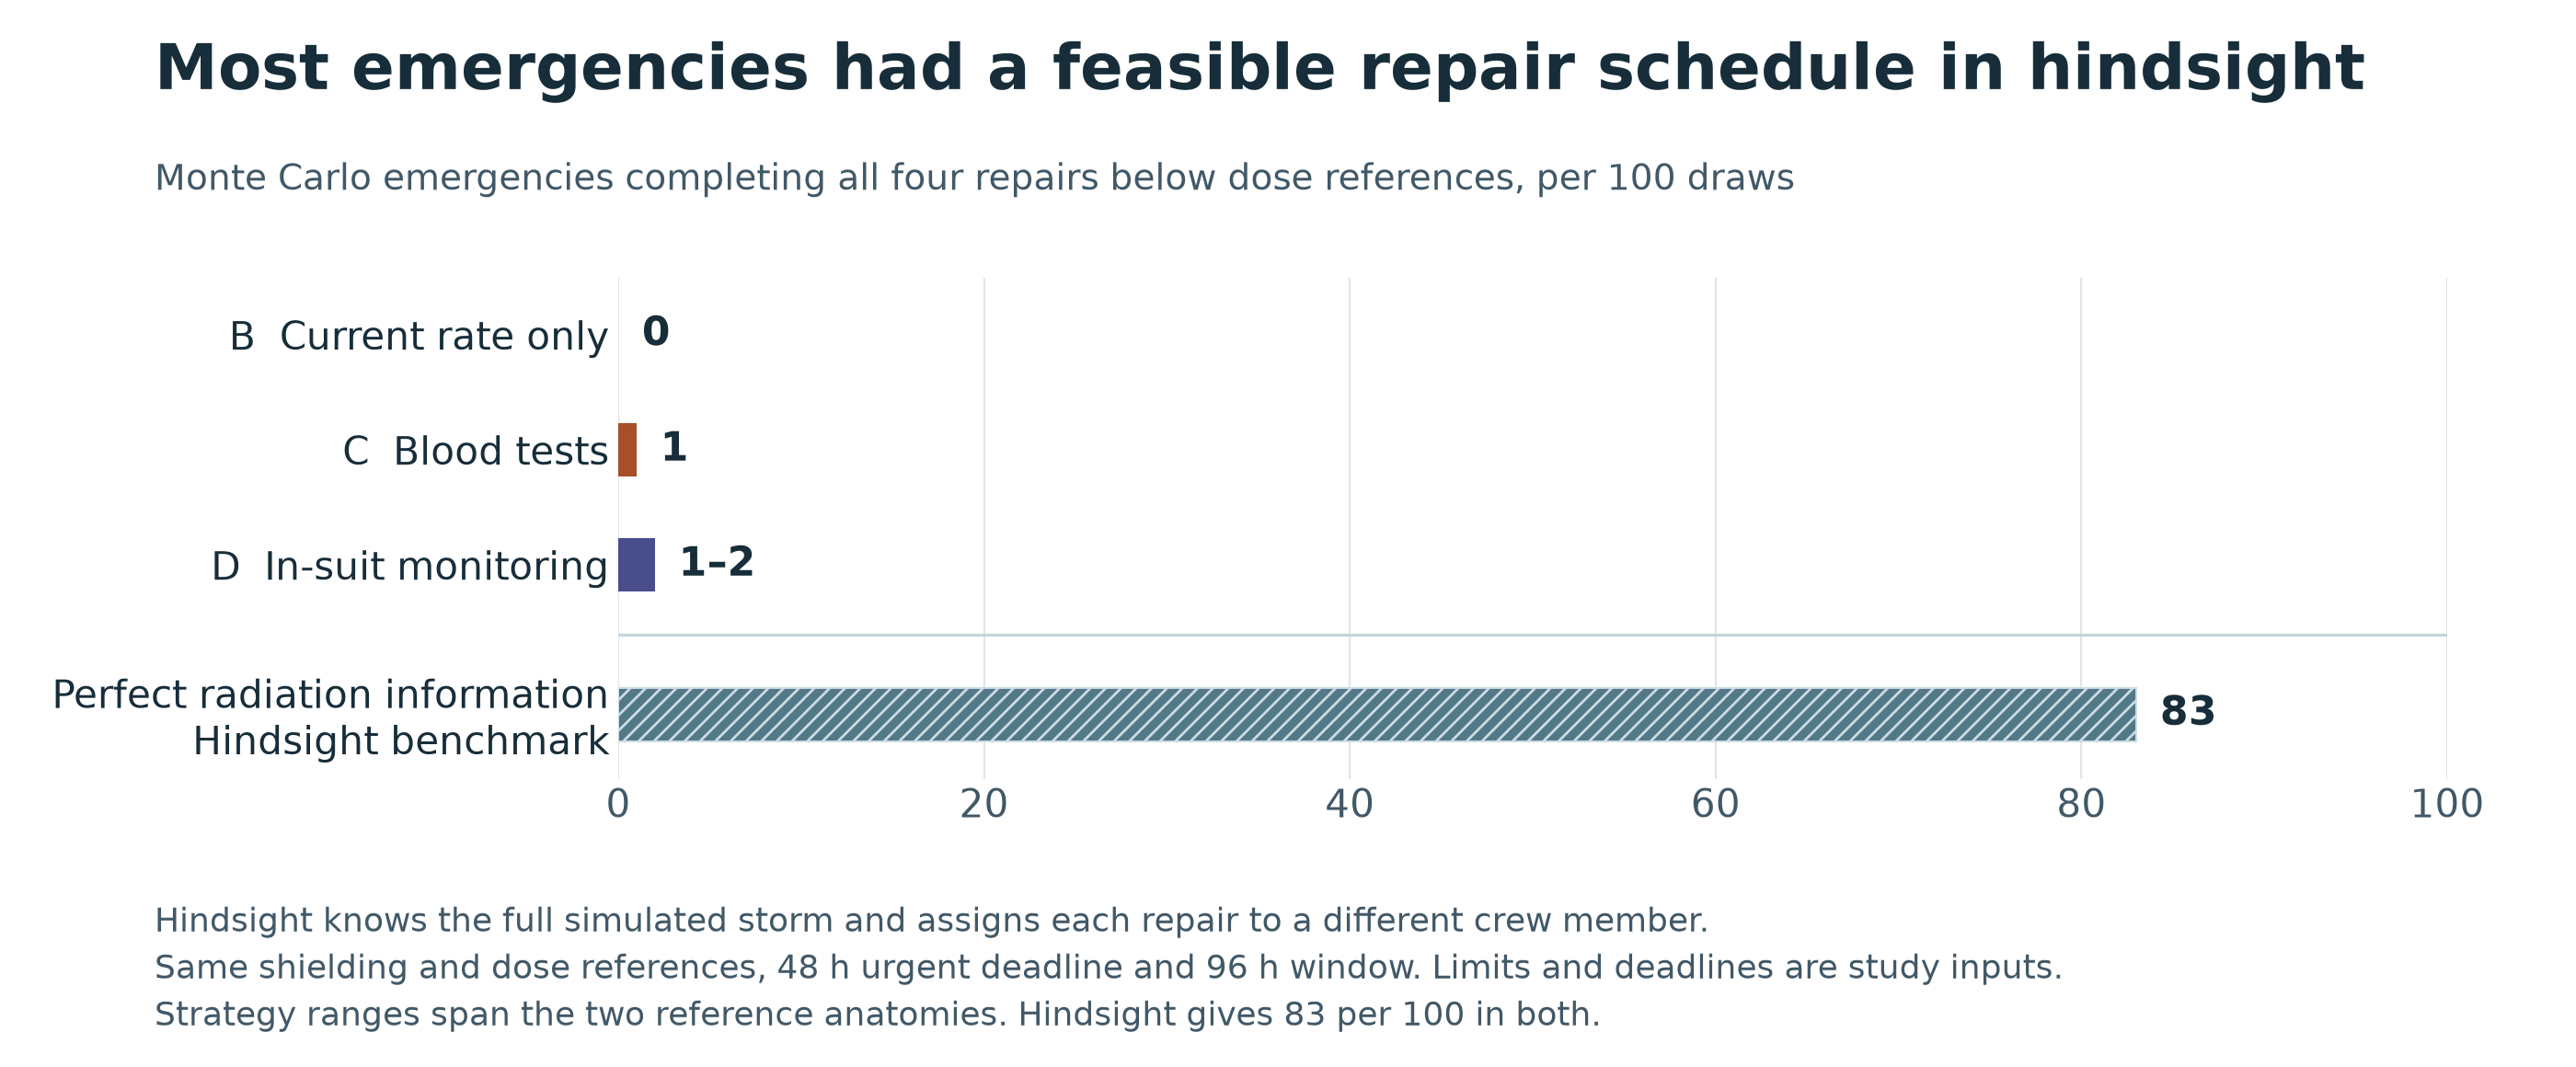 Most emergencies had a feasible repair schedule in hindsight
Monte Carlo emergencies completing all four repairs below dose references, per 100 draws
B  Current rate only 0
C  Blood tests 1
D  In-suit monitoring 1–2
Perfect radiation information
Hindsight benchmark
83
0 20 40 60 80 100
Hindsight knows the full simulated storm and assigns each repair to a different crew member.
Same shielding and dose references, 48 h urgent deadline and 96 h window. Limits and deadlines are study inputs.
Strategy ranges span the two reference anatomies. Hindsight gives 83 per 100 in both.